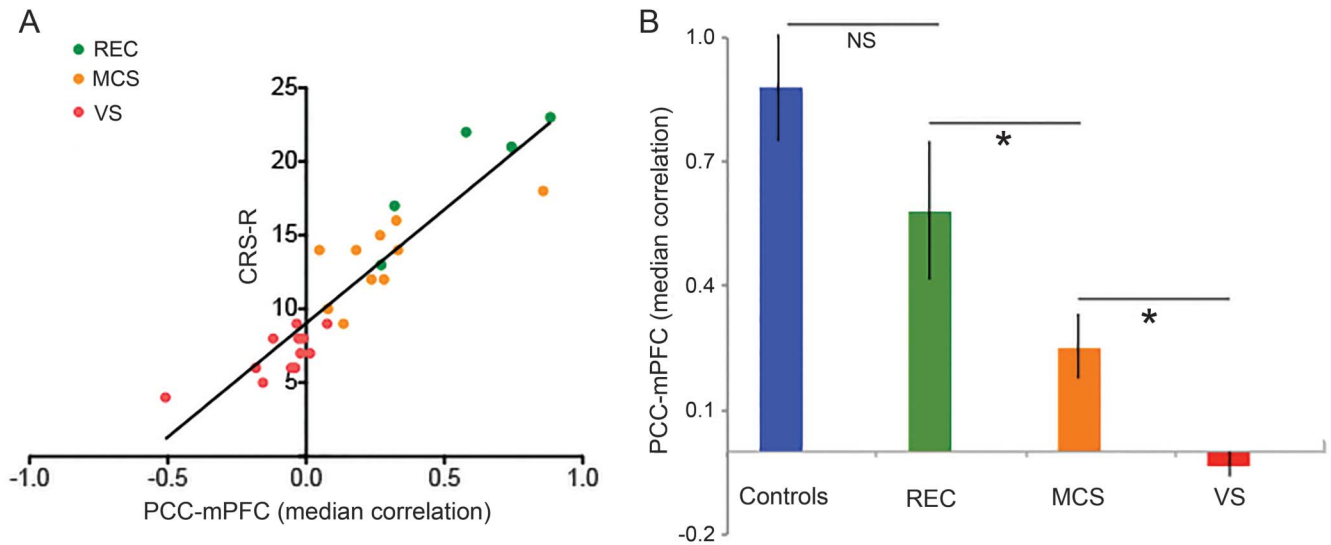 A
REC
MCS
VS
25
20
15
10
5
CRS-R
-1.0 -0.5 0.0 0.5 1.0
PCC-mPFC (median correlation)
B
1.0
0.7
0.4
0.1
-0.2
PCC-mPFC (median correlation)
NS
*
*
Controls REC MCS VS